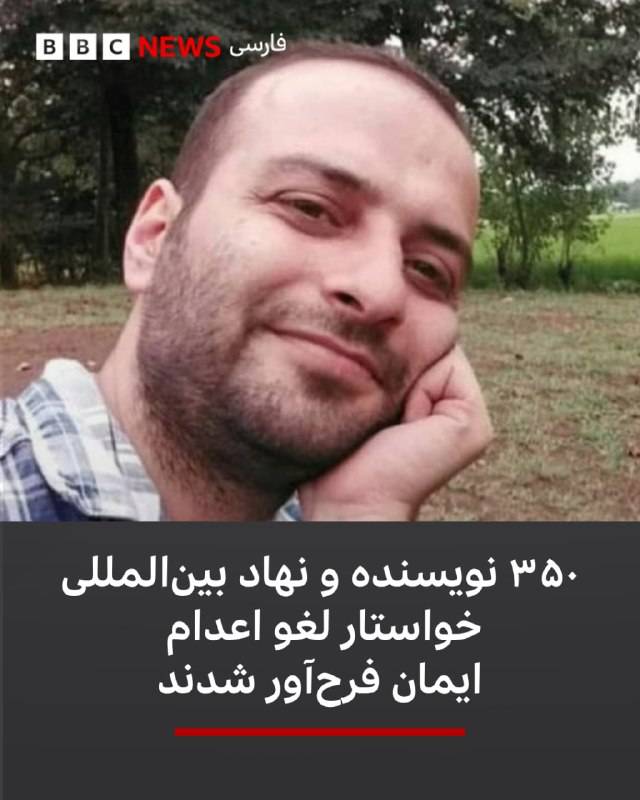 BBC NEWS فارسی
۳۵۰ نویسنده و نهاد بین‌المللی
خواستار لغو اعدام
ایمان فرح‌آور شدند